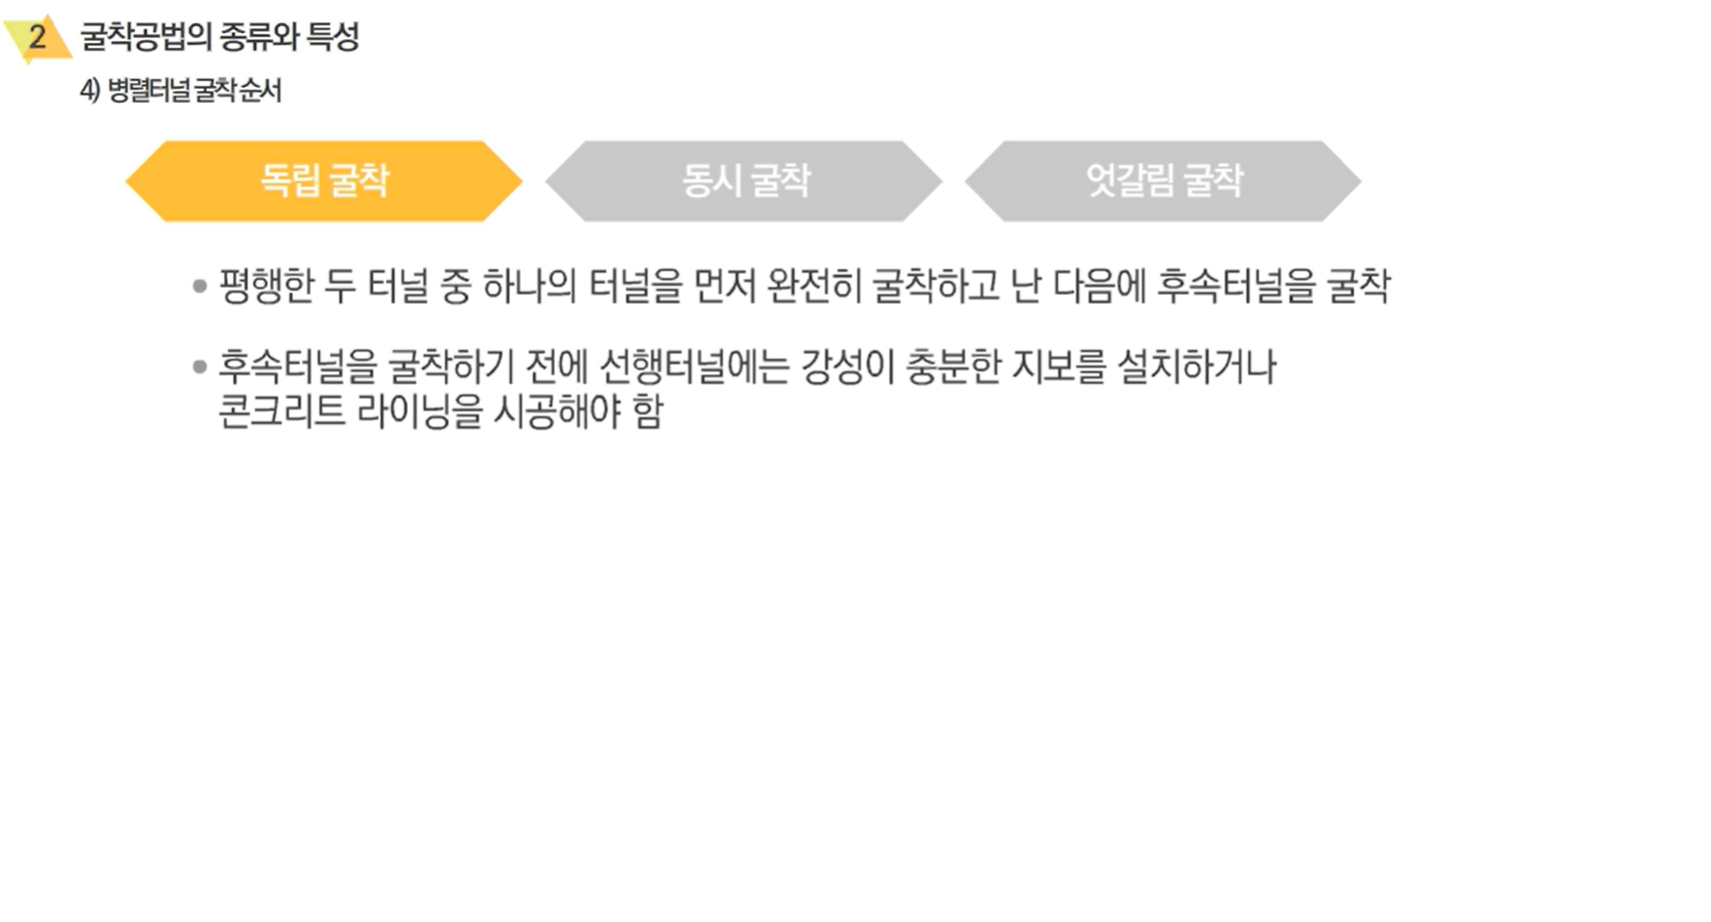 2 굴착공법의 종류와 특성
4) 병렬터널 굴착 순서
독립 굴착 동시 굴착 엇갈림 굴착
• 평행한 두 터널 중 하나의 터널을 먼저 완전히 굴착하고 난 다음에 후속터널을 굴착
• 후속터널을 굴착하기 전에 선행터널에는 강성이 충분한 지보를 설치하거나
콘크리트 라이닝을 시공해야 함